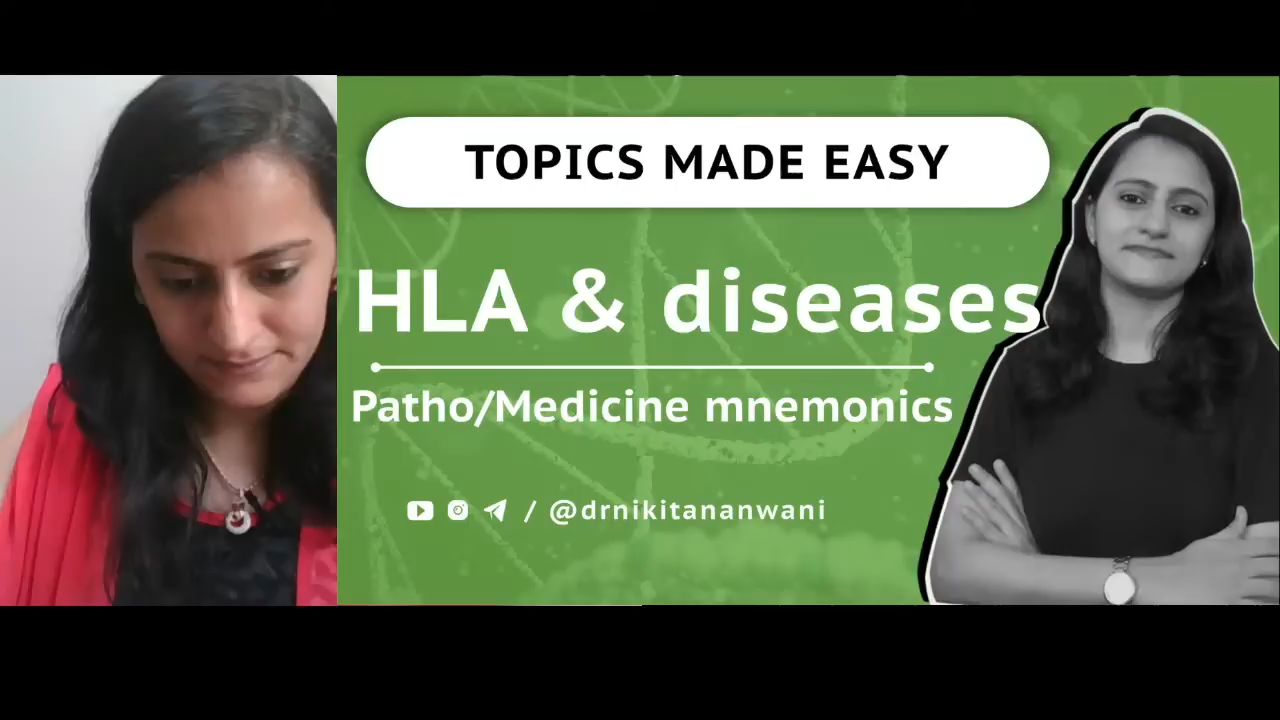 TOPICS MADE EASY
HLA & diseases
Patho/Medicine mnemonics
/ @drnikitananwani